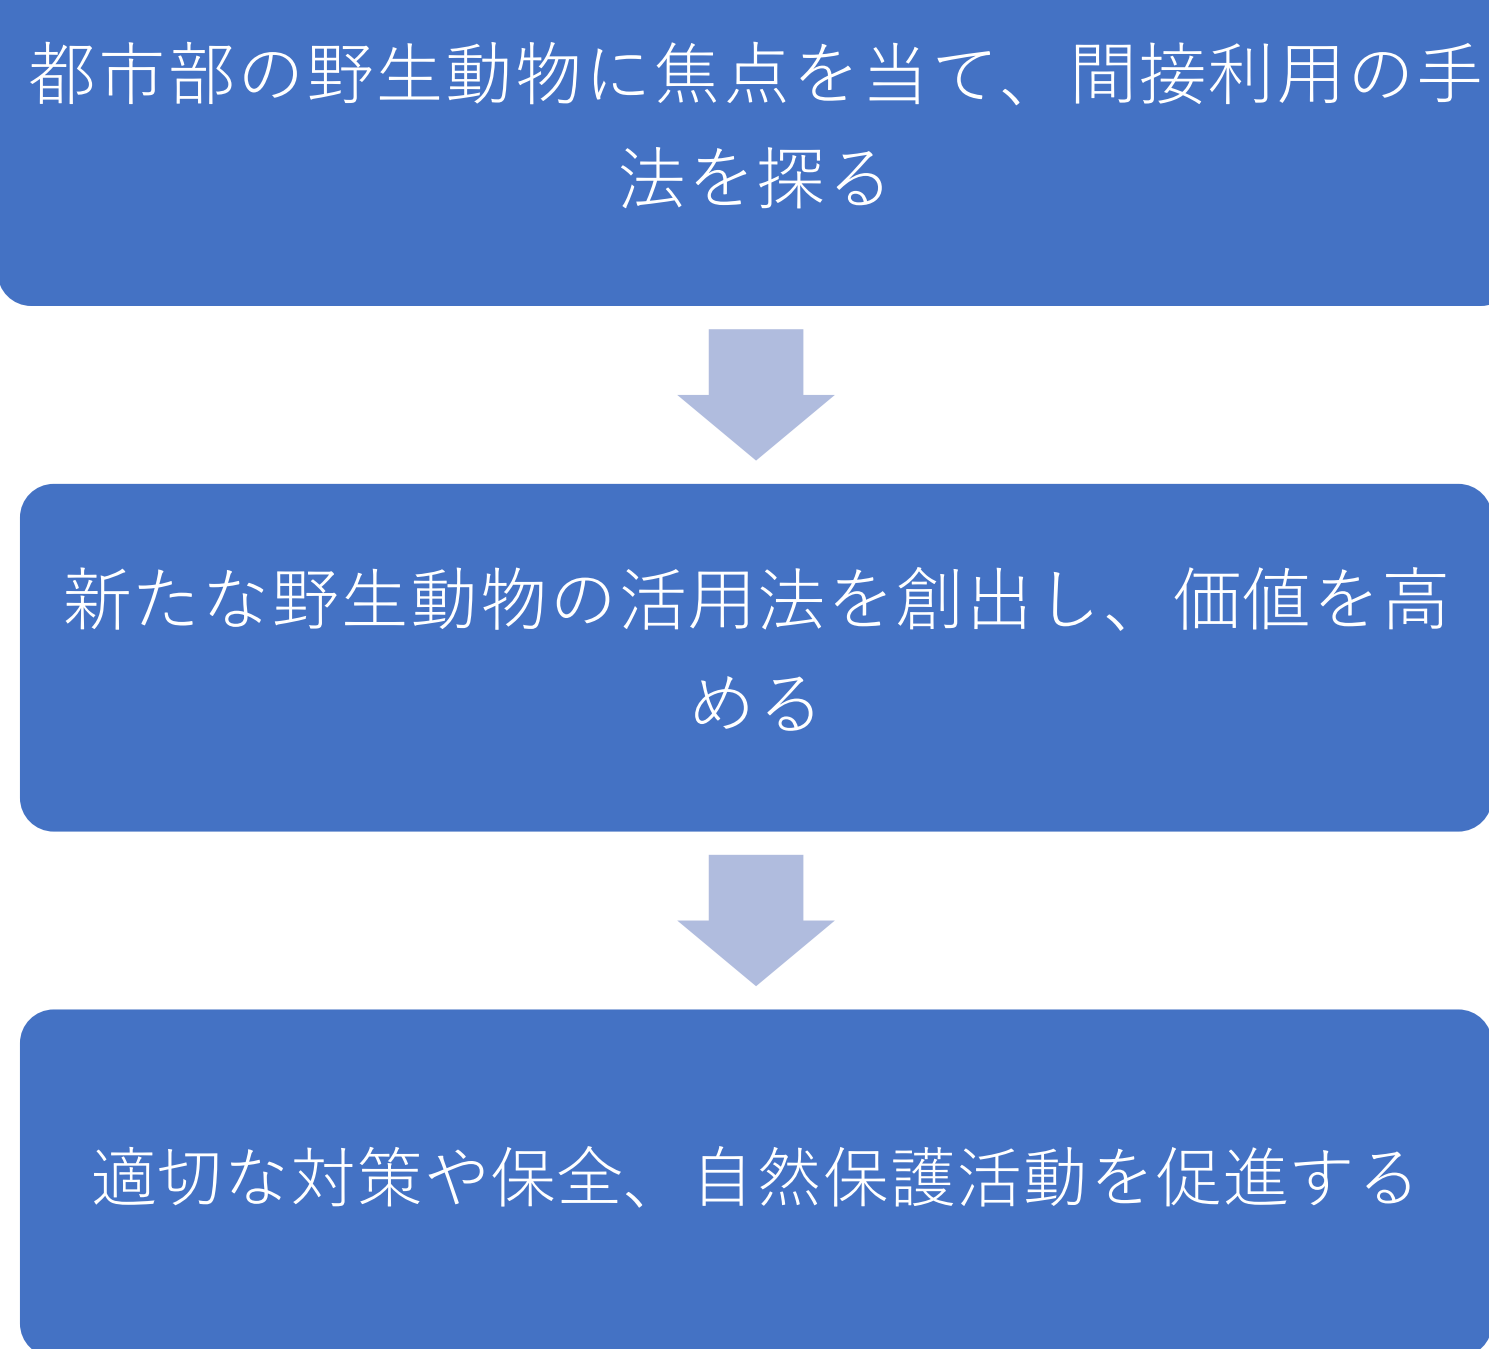 都市部の野生動物に焦点を当て、間接利用の手
法を探る
新たな野生動物の活用法を創出し、価値を高
める
適切な対策や保全、自然保護活動を促進する